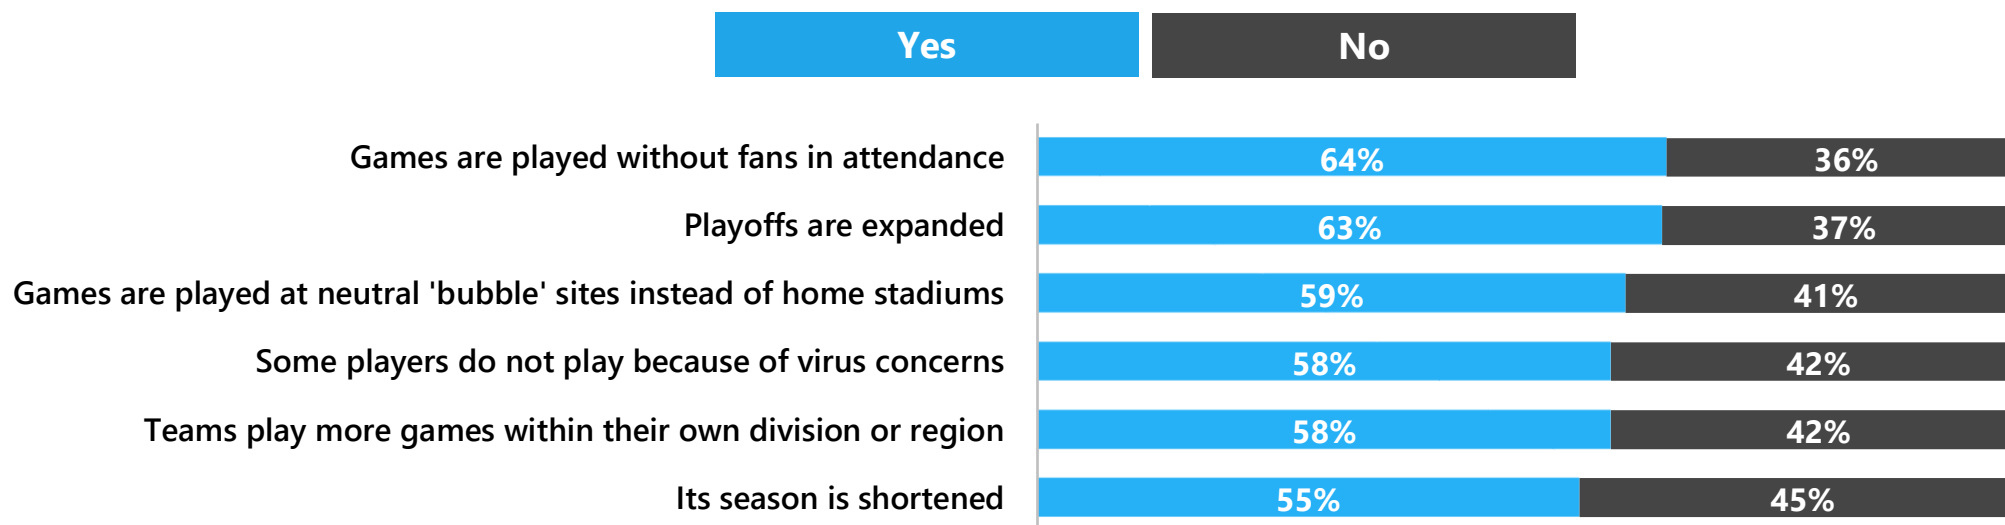 Yes No
Games are played without fans in attendance 64% 36%
Playoffs are expanded 63% 37%
Games are played at neutral 'bubble' sites instead of home stadiums 59% 41%
Some players do not play because of virus concerns 58% 42%
Teams play more games within their own division or region 58% 42%
Its season is shortened 55% 45%